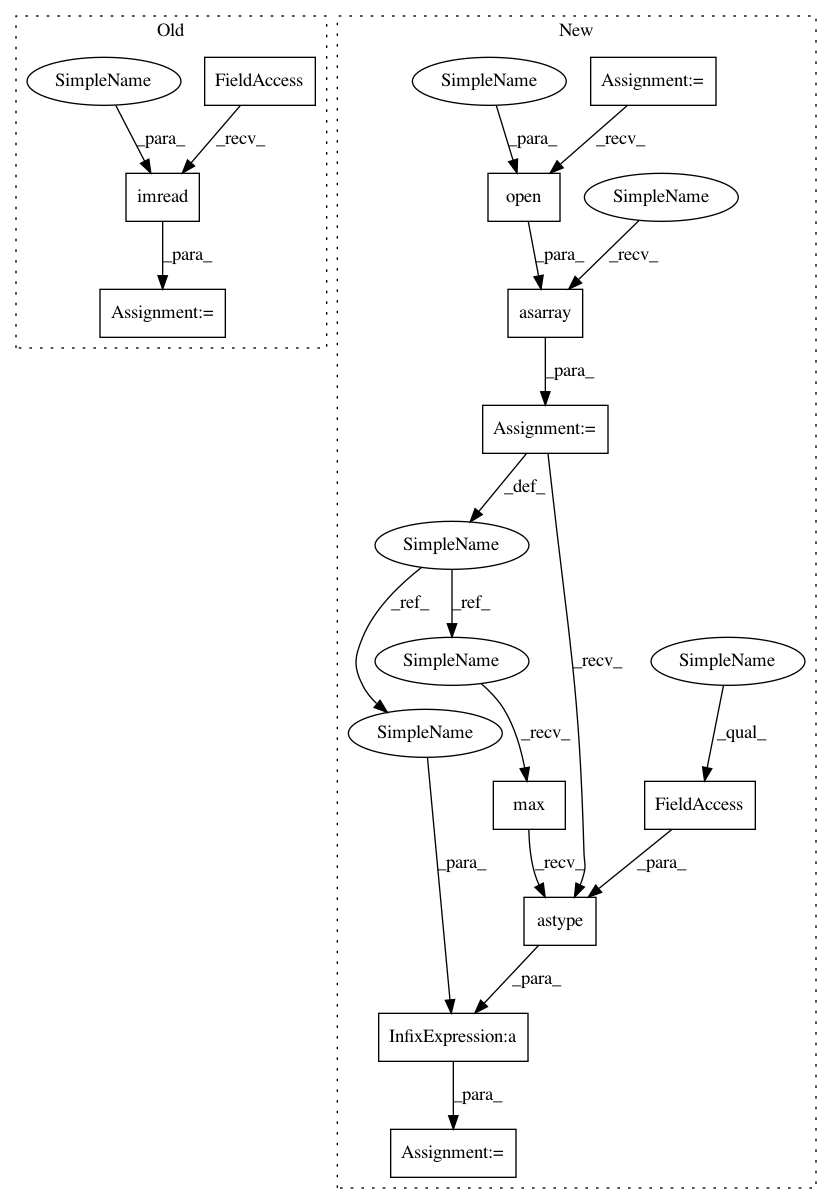 Old
New
SimpleName
FieldAccess
SimpleName
Assignment:=
_para_
_recv_
_para_
_recv_
imread
open
SimpleName
_para_
_para_
_recv_
Assignment:=
asarray
_para_
Assignment:=
_def_
SimpleName
_ref_
_ref_
_recv_
SimpleName
SimpleName
SimpleName
_recv_
_qual_
max
FieldAccess
_para_
_recv_
_para_
astype
_para_
InfixExpression:a
_para_
Assignment:=